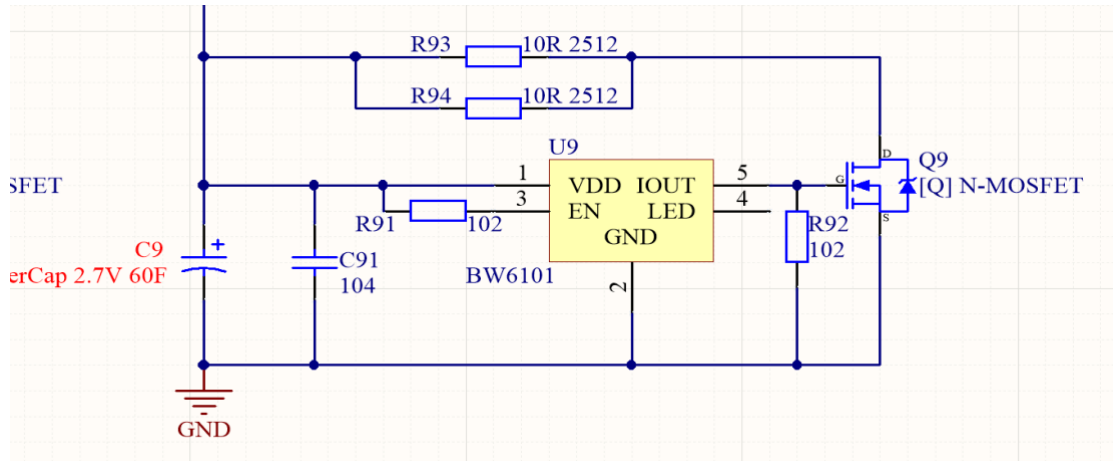 R93 10R 2512
R94 10R 2512
U9
1 VDD IOUT 5
3 EN LED 4
GND
2
BW6101
R91 102
R92
102
D
G
S
Q9
[Q] N-MOSFET
SFET
C9
erCap 2.7V 60F
C91
104
GND